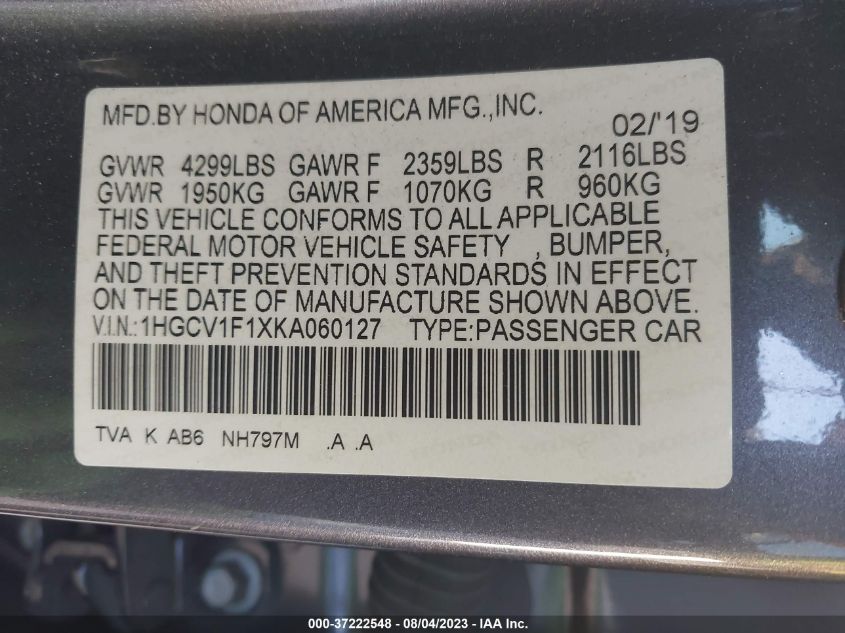 MFD.BY HONDA OF AMERICA MFG.,INC.
02/'19
GVWR 4299LBS GAWR F 2359LBS R 2116LBS
GVWR 1950KG GAWR F 1070KG R 960KG
THIS VEHICLE CONFORMS TO ALL APPLICABLE
FEDERAL MOTOR VEHICLE SAFETY , BUMPER,
AND THEFT PREVENTION STANDARDS IN EFFECT
ON THE DATE OF MANUFACTURE SHOWN ABOVE.
V.I.N.:1HGCV1F1XKA060127 TYPE:PASSENGER CAR
TVA K AB6 NH797M .A .A
000-37222548 - 08/04/2023 - IAA Inc.